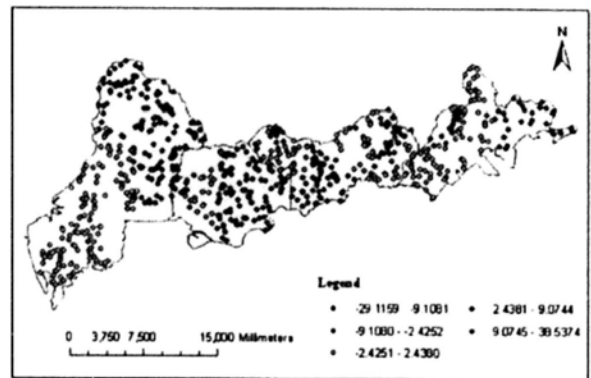 N
Legend
-29.1159 - -9.1081
-9.1080 - -2.4252
-2.4251 - 2.4380
2.4381 - 9.0744
9.0745 - 38.5374
0 3,750 7,500 15,000 Millimeters